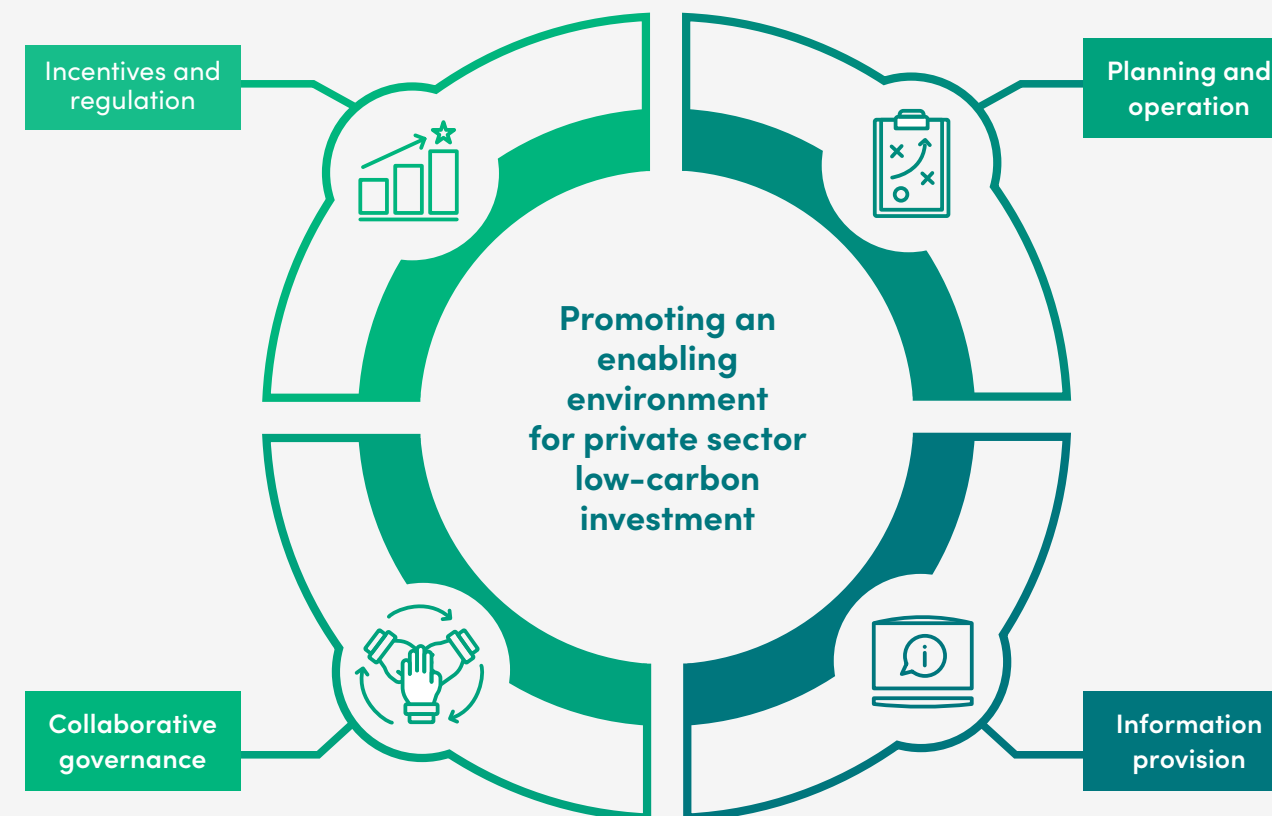 Incentives and
regulation
Planning and
operation
Promoting an
enabling
environment
for private sector
low-carbon
investment
Collaborative
governance
Information
provision